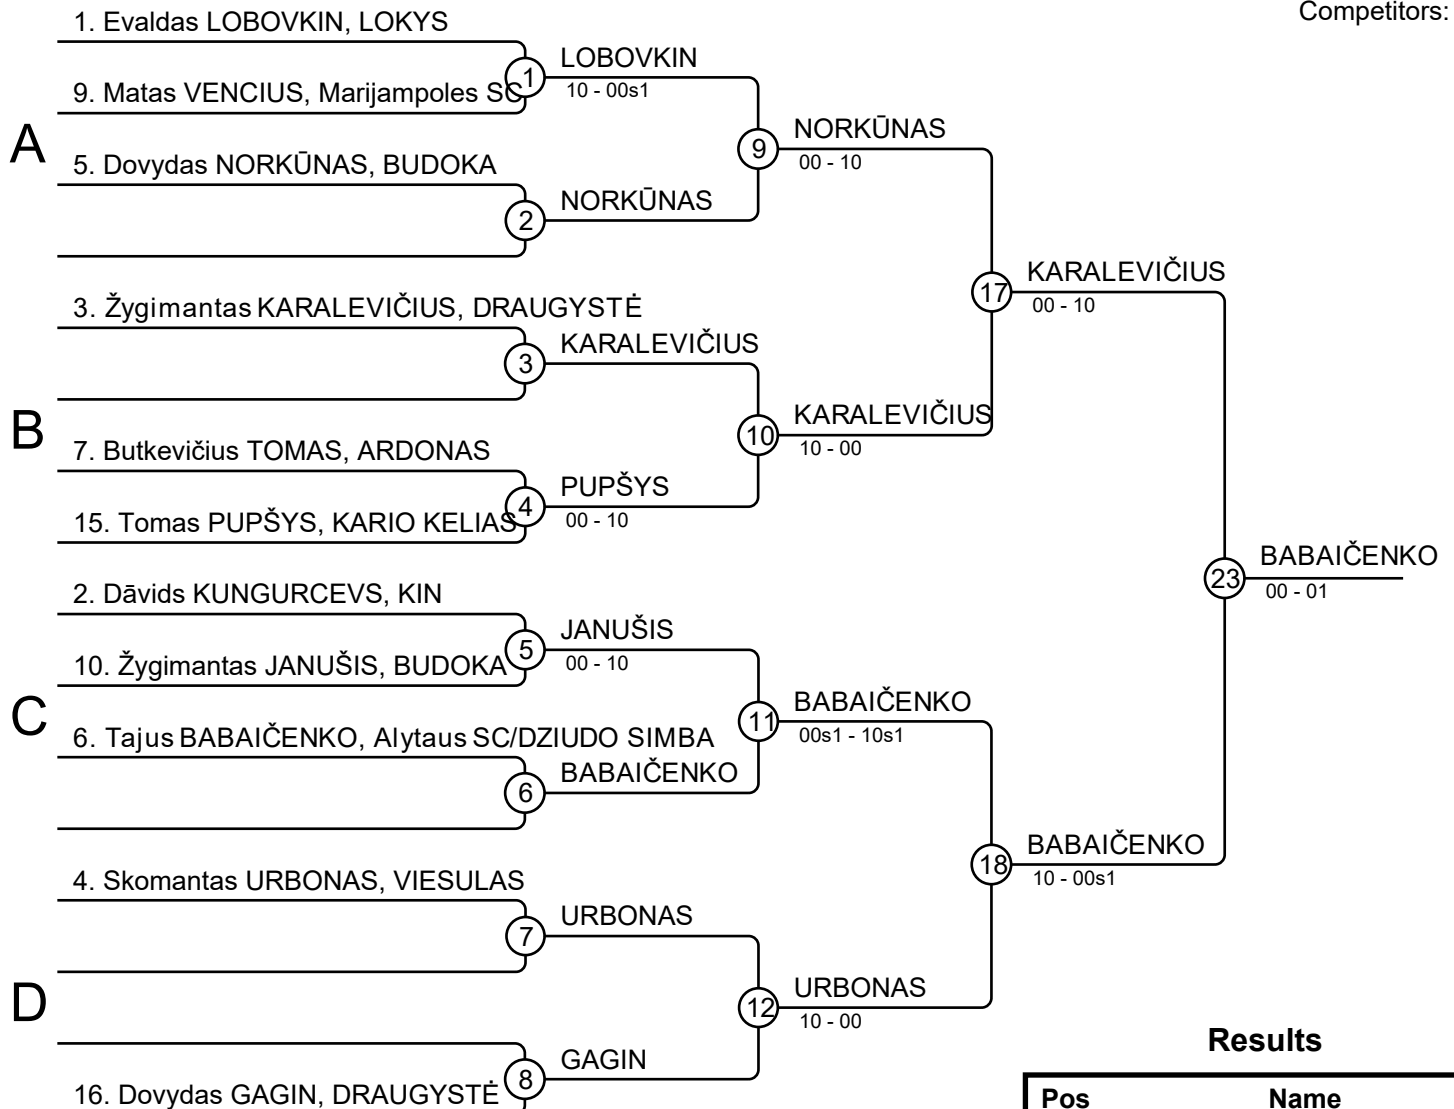 Competitors:
1. Evaldas LOBOVKIN, LOKYS
1
LOBOVKIN
10 - 00s1
9. Matas VENCIUS, Marijampoles SC
A
9
NORKŪNAS
00 - 10
5. Dovydas NORKŪNAS, BUDOKA
2
NORKŪNAS
17
KARALEVIČIUS
00 - 10
3. Žygimantas KARALEVIČIUS, DRAUGYSTĖ
3
KARALEVIČIUS
B
10
KARALEVIČIUS
10 - 00
7. Butkevičius TOMAS, ARDONAS
4
PUPŠYS
00 - 10
15. Tomas PUPŠYS, KARIO KELIAS
23
BABAIČENKO
00 - 01
2. Dāvids KUNGURCEVS, KIN
5
JANUŠIS
00 - 10
10. Žygimantas JANUŠIS, BUDOKA
C
11
BABAIČENKO
00s1 - 10s1
6. Tajus BABAIČENKO, Alytaus SC/DZIUDO SIMBA
6
BABAIČENKO
18
BABAIČENKO
10 - 00s1
4. Skomantas URBONAS, VIESULAS
7
URBONAS
D
12
URBONAS
10 - 00
8
GAGIN
16. Dovydas GAGIN, DRAUGYSTĖ
Results
Pos Name